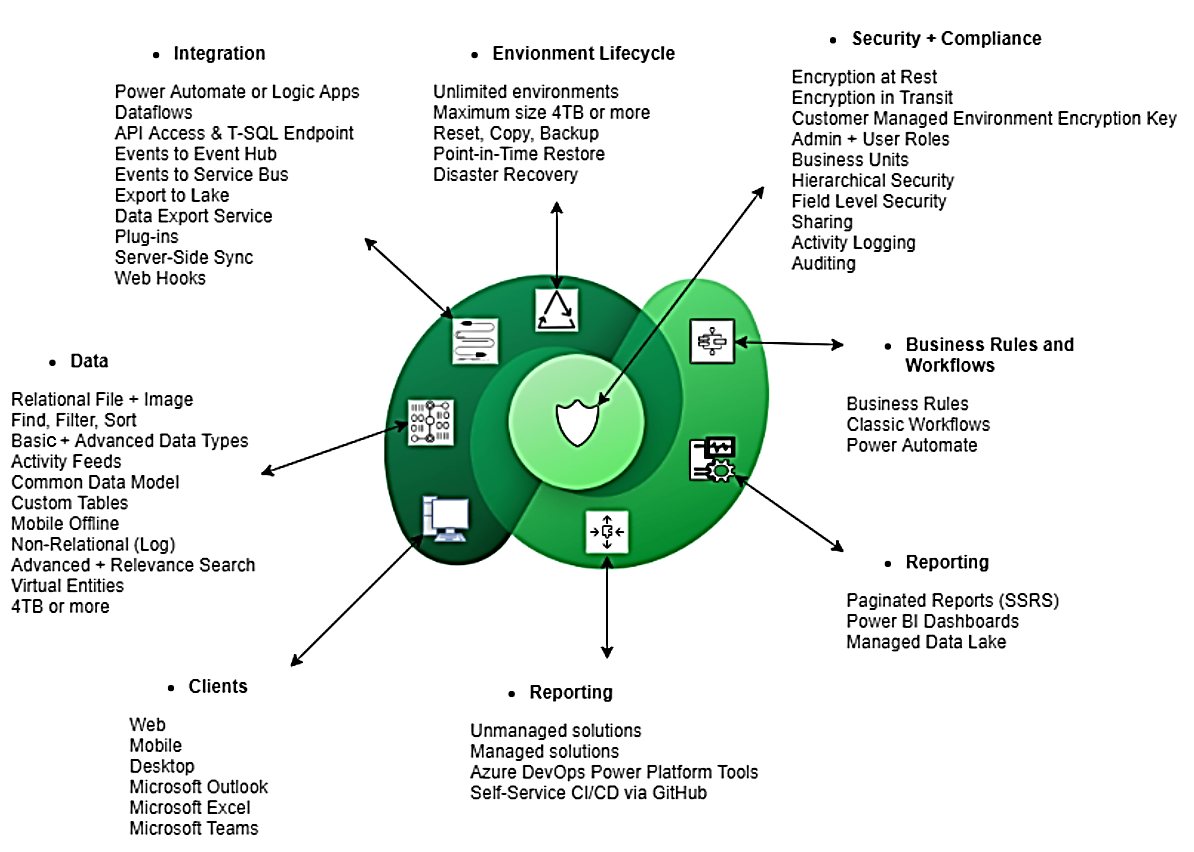 • Integration
Power Automate or Logic Apps
Dataflows
API Access & T-SQL Endpoint
Events to Event Hub
Events to Service Bus
Export to Lake
Data Export Service
Plug-ins
Server-Side Sync
Web Hooks
• Envionment Lifecycle
Unlimited environments
Maximum size 4TB or more
Reset, Copy, Backup
Point-in-Time Restore
Disaster Recovery
• Security + Compliance
Encryption at Rest
Encryption in Transit
Customer Managed Environment Encryption Key
Admin + User Roles
Business Units
Hierarchical Security
Field Level Security
Sharing
Activity Logging
Auditing
• Data
Relational File + Image
Find, Filter, Sort
Basic + Advanced Data Types
Activity Feeds
Common Data Model
Custom Tables
Mobile Offline
Non-Relational (Log)
Advanced + Relevance Search
Virtual Entities
4TB or more
• Business Rules and
Workflows
Business Rules
Classic Workflows
Power Automate
• Reporting
Paginated Reports (SSRS)
Power BI Dashboards
Managed Data Lake
• Clients
Web
Mobile
Desktop
Microsoft Outlook
Microsoft Excel
Microsoft Teams
• Reporting
Unmanaged solutions
Managed solutions
Azure DevOps Power Platform Tools
Self-Service CI/CD via GitHub